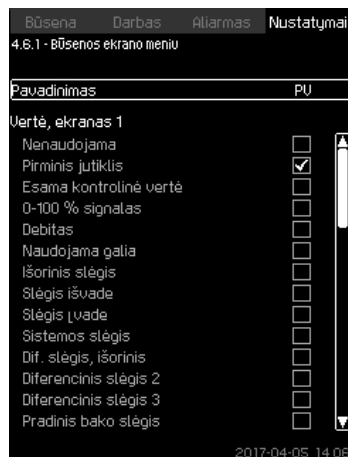 Būsena Darbas Aliarmas Nustatymai
4.6.1 - Būsenos ekrano meniu
Pavadinimas PV
Vertė, ekranas 1
Nenaudojama
Pirminis jutiklis
Esama kontrolinė vertė
0-100 % signalas
Debitas
Naudojama galia
Išorinis slėgis
Slėgis išvade
Slėgis įvade
Sistemos slėgis
Dif. slėgis, išorinis
Diferencinis slėgis 2
Diferencinis slėgis 3
Pradinis bako slėgis
2017-04-05 14:06